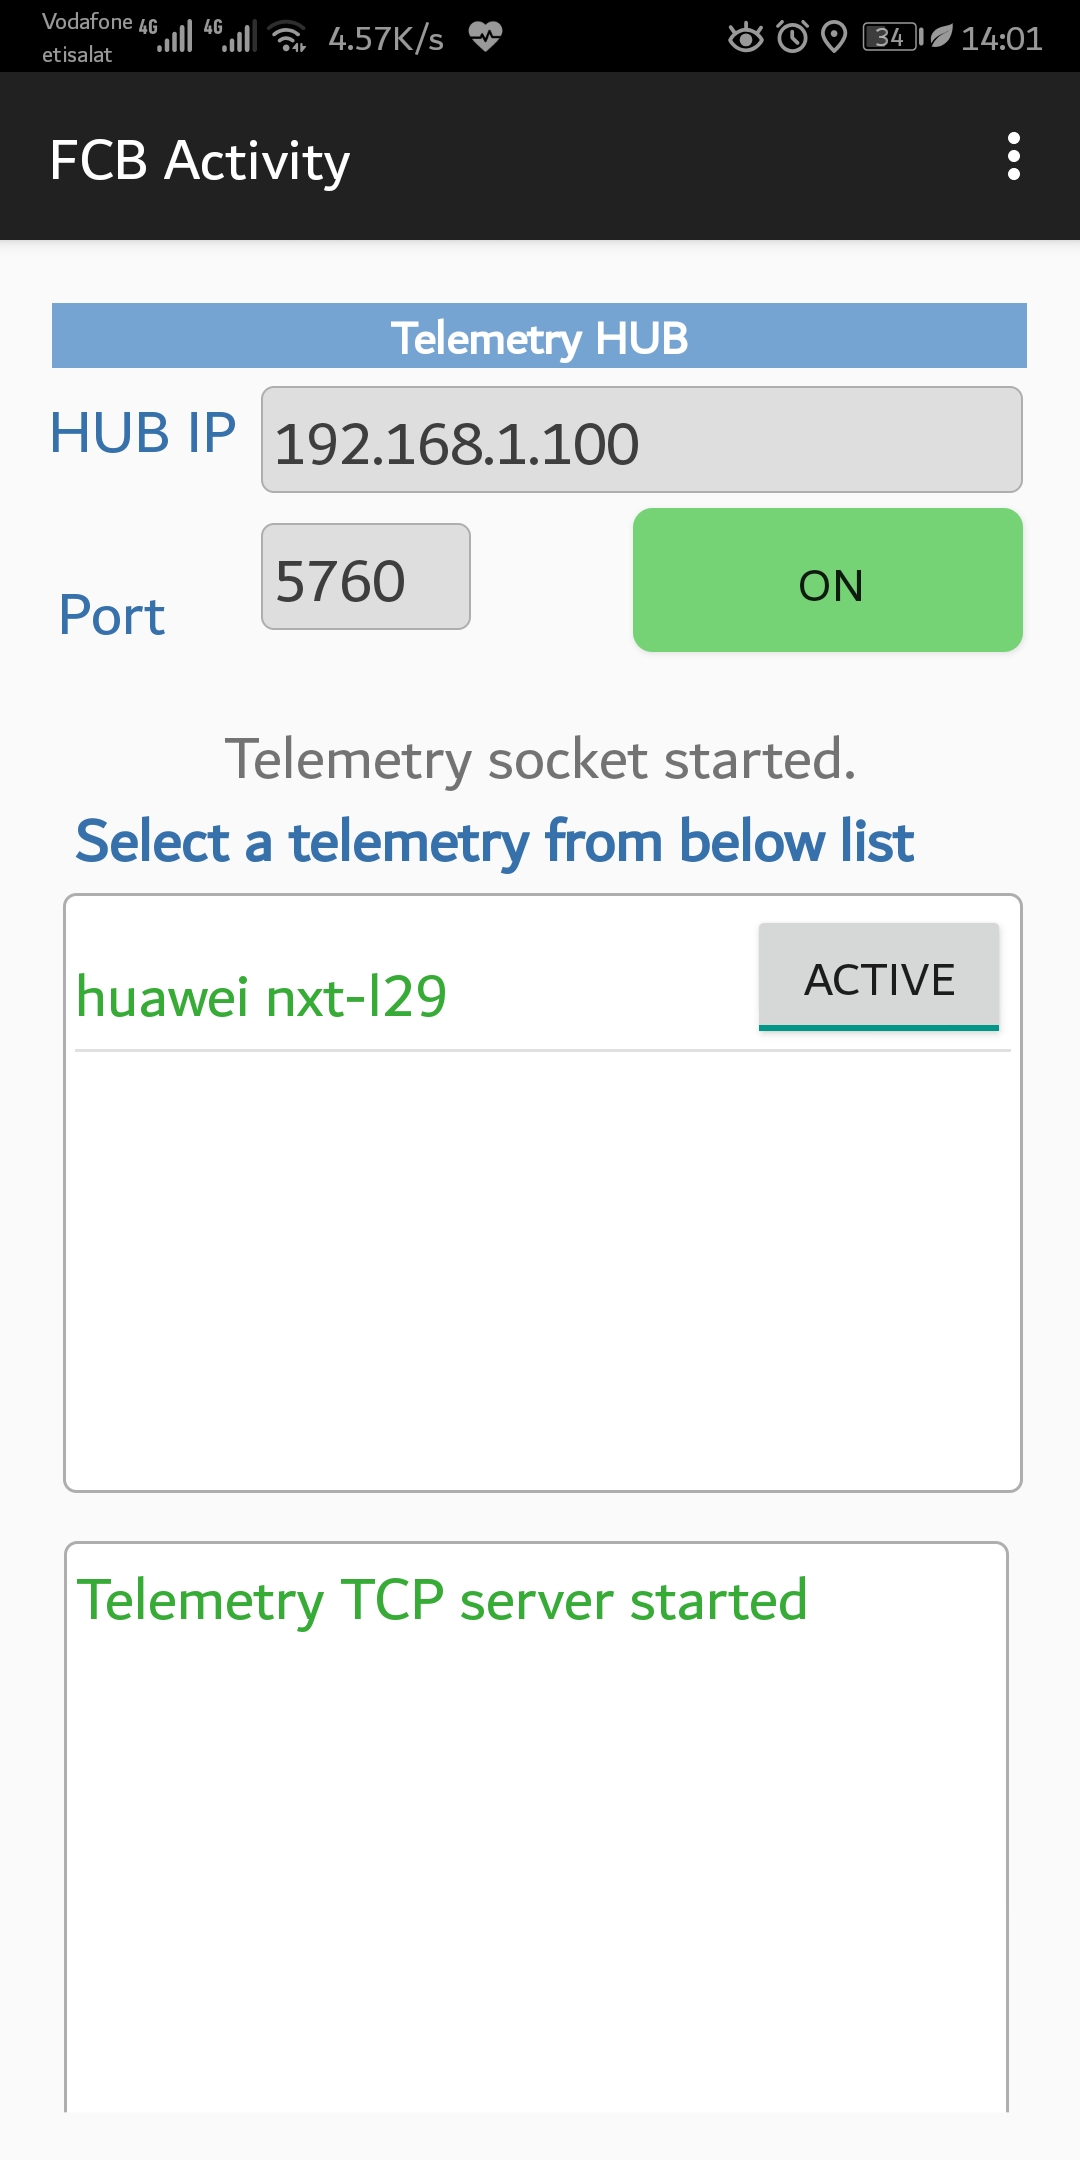 Vodafone 4G 4G 4.57K/s 34 14:01
etisalat
FCB Activity
Telemetry HUB
HUB IP 192.168.1.100
Port 5760 ON
Telemetry socket started.
Select a telemetry from below list
huawei nxt-l29 ACTIVE
Telemetry TCP server started